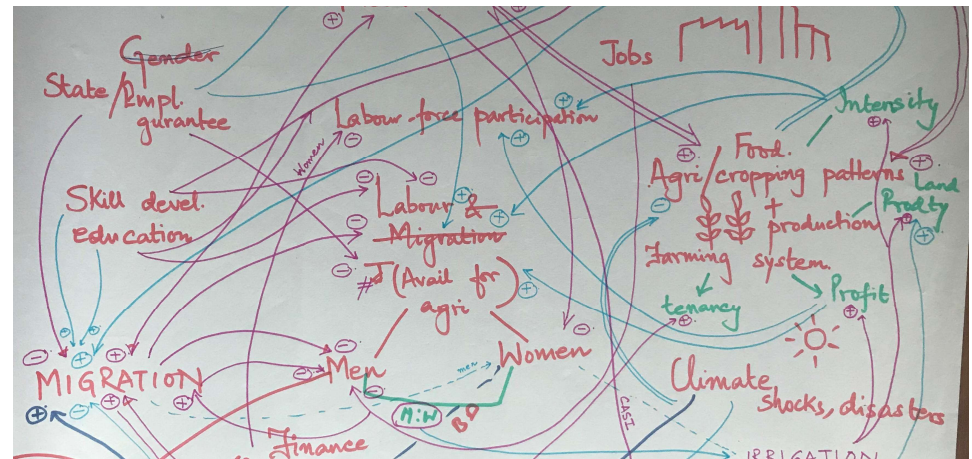 Gender
State/Empl.
gurantee
Jobs
Intensity
Labour force participation
Women
Food.
Agri/cropping patterns
Land
Prodty
Skill devel.
education
Labour &
Migration
+
production
# (Avail for
agri)
Farming system
tenancy
Profit
MIGRATION
Men
men
Women
Climate
Shocks, disasters
M:W
CASI
Finance
IRRIGATION